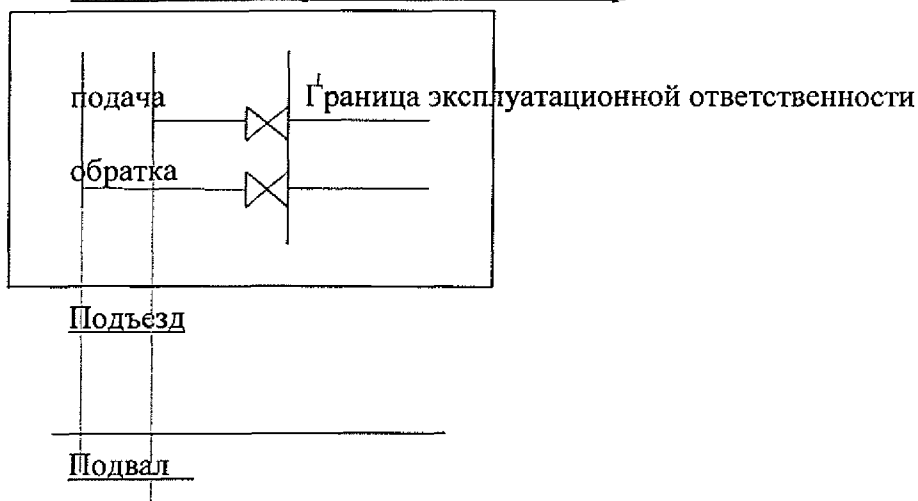 подача
Граница эксплуатационной ответственности
обратка
Подъезд
Подвал